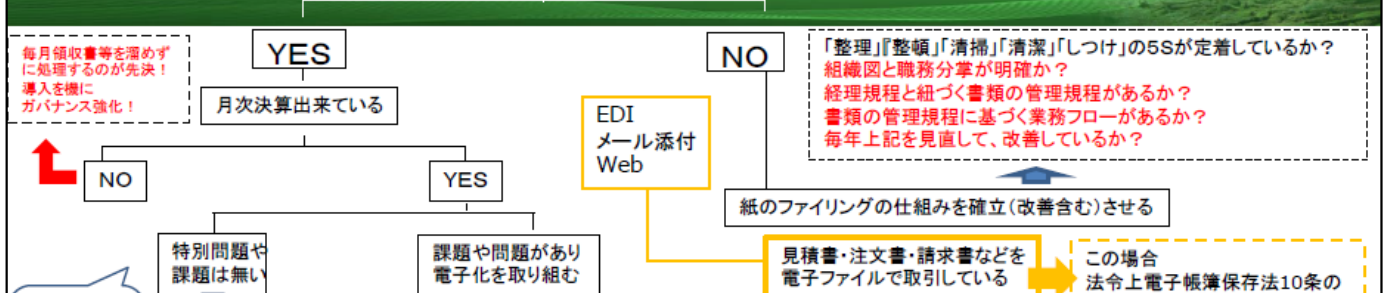 毎月領収書等を溜めず
に処理するのが先決！
導入を機に
ガバナンス強化！
YES
月次決算出来ている
NO
YES
特別問題や
課題は無い
課題や問題があり
電子化を取り組む
NO
「整理」『整頓」「清掃」「清潔」「しつけ」の5Sが定着しているか？
組織図と職務分掌が明確か？
経理規程と紐づく書類の管理規程があるか？
書類の管理規程に基づく業務フローがあるか？
毎年上記を見直して、改善しているか？
EDI
メール添付
Web
紙のファイリングの仕組みを確立（改善含む）させる
見積書・注文書・請求書などを
電子ファイルで取引している
この場合
法令上電子帳簿保存法10条の